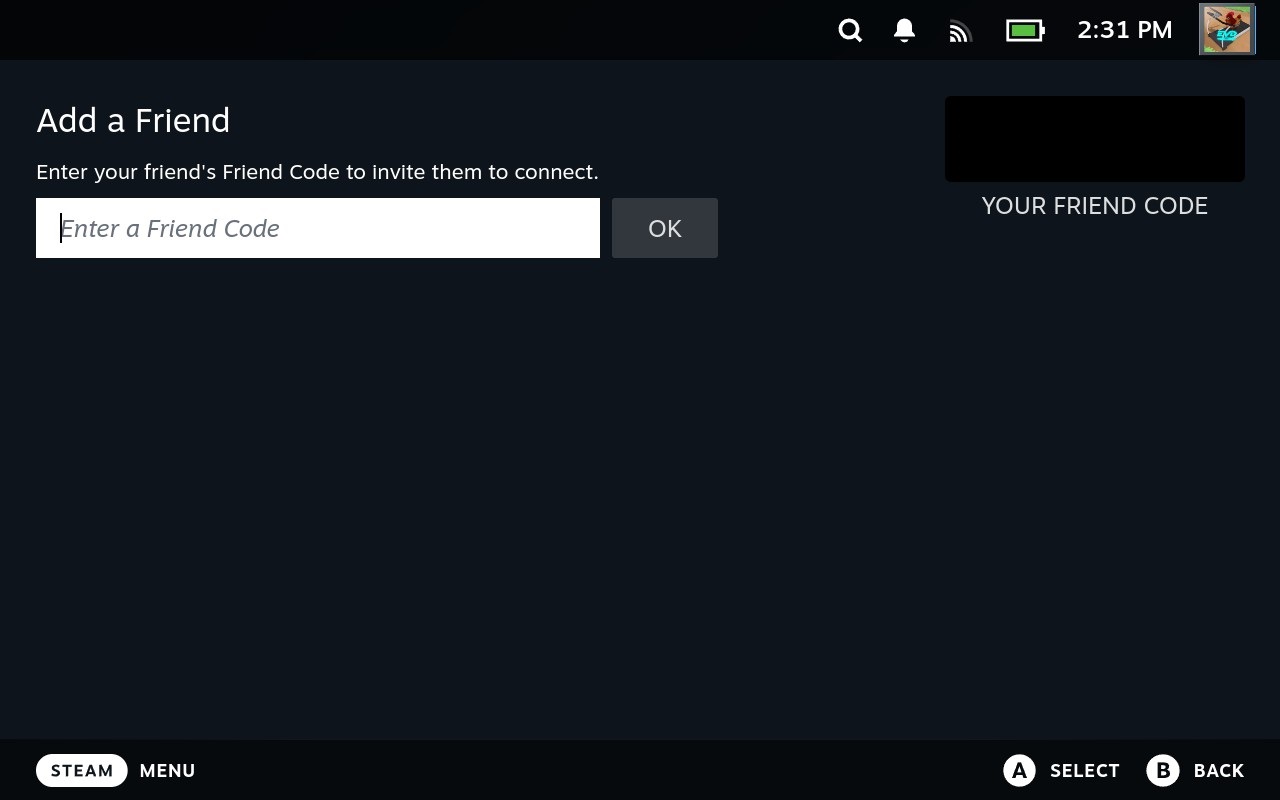 2:31 PM
Add a Friend
Enter your friend's Friend Code to invite them to connect.
Enter a Friend Code
OK
YOUR FRIEND CODE
STEAM MENU
A SELECT B BACK